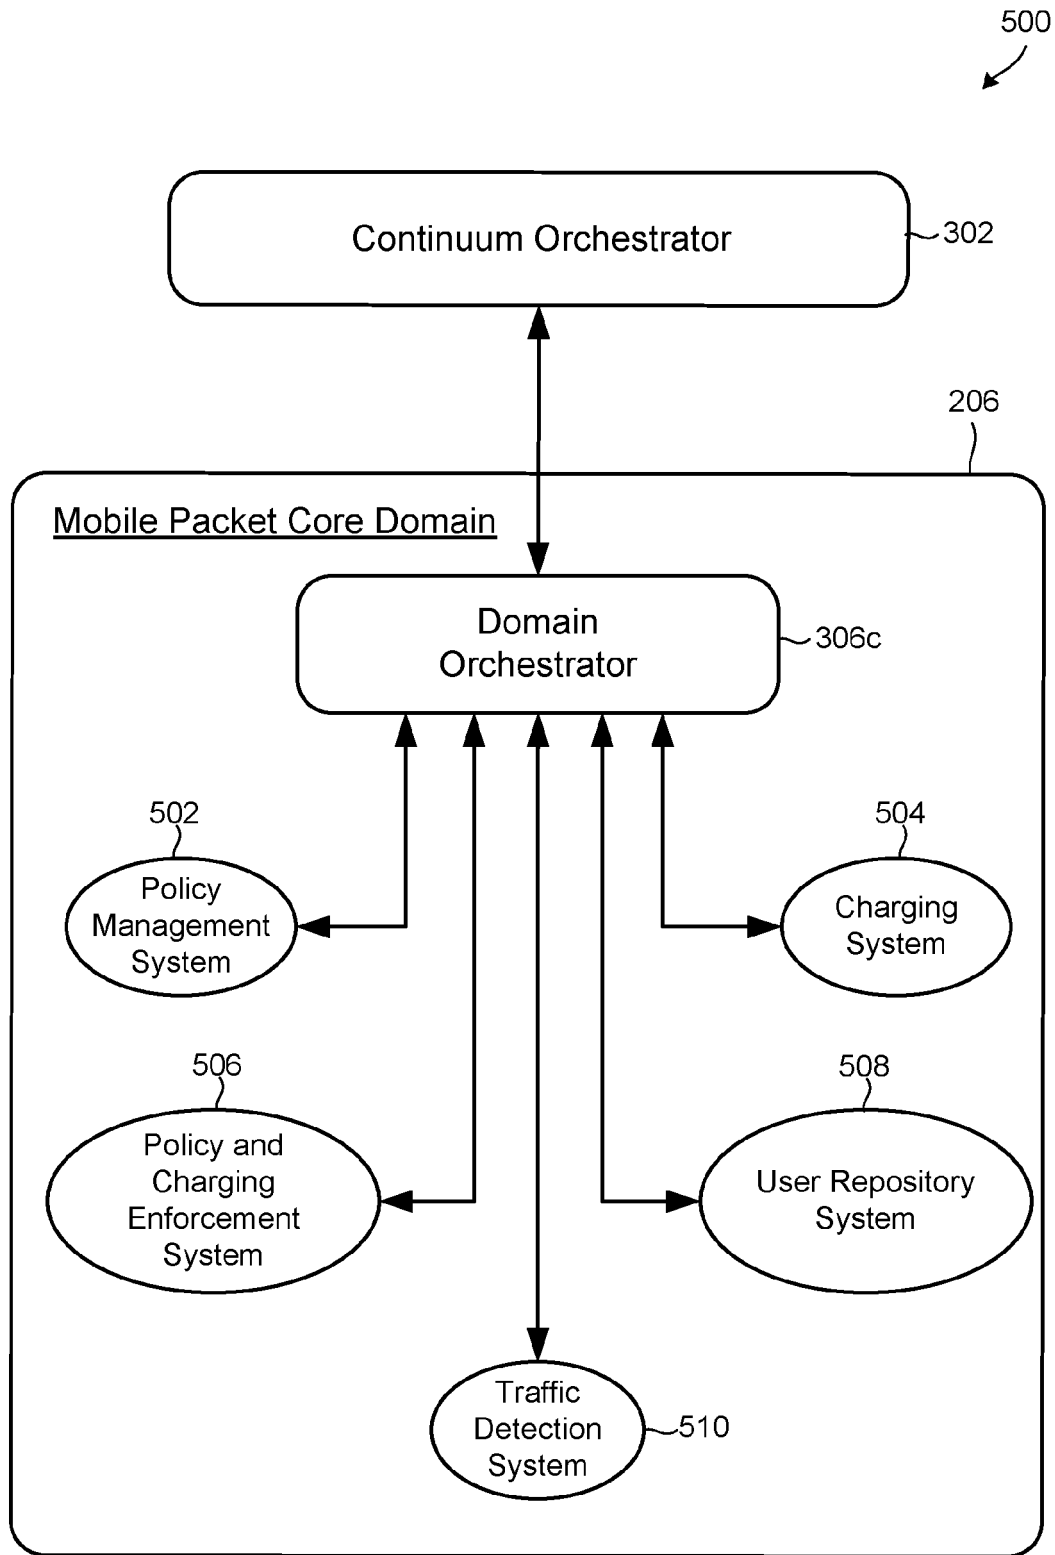 500
Continuum Orchestrator
302
206
Mobile Packet Core Domain
Domain
Orchestrator
306c
502
Policy
Management
System
504
Charging
System
506
Policy and
Charging
Enforcement
System
508
User Repository
System
Traffic
Detection
System
510